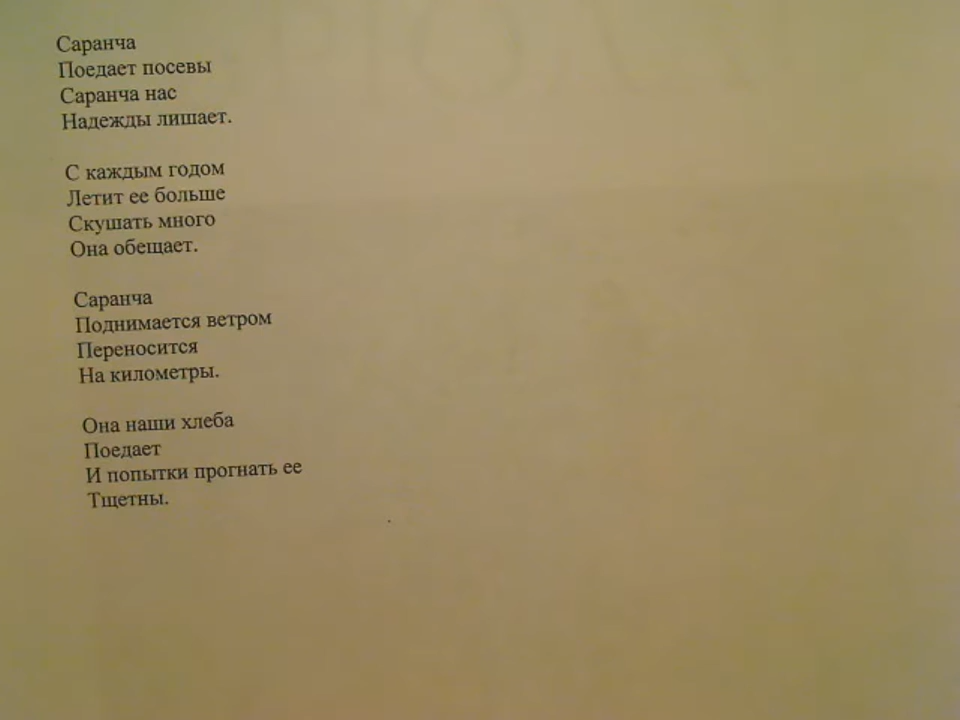 Саранча
Поедает посевы
Саранча нас
Надежды лишает.

С каждым годом
Летит ее больше
Скушать много
Она обещает.

Саранча
Поднимается ветром
Переносится
На километры.

Она наши хлеба
Поедает
И попытки прогнать ее
Тщетны.